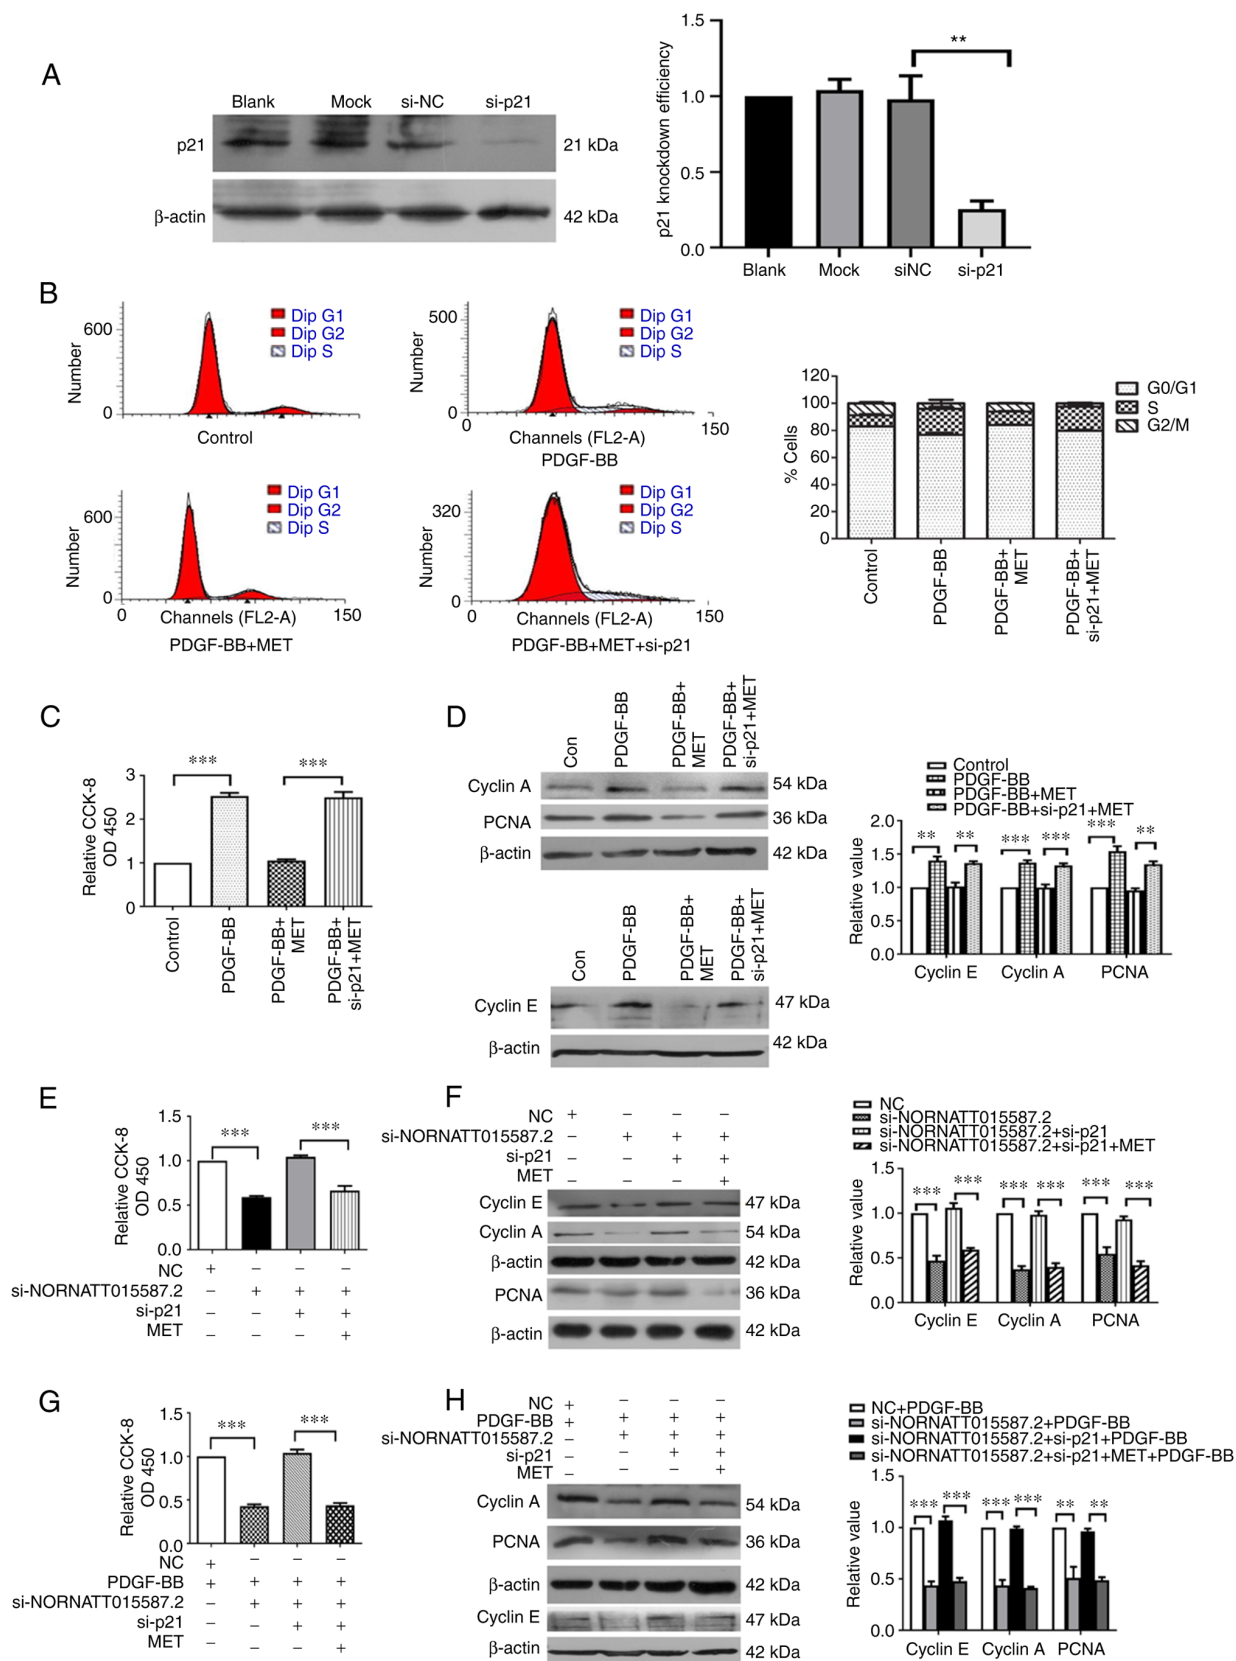 A
Blank Mock si-NC si-p21
p21 21 kDa
β-actin 42 kDa
p21 knockdown efficiency
1.5
1.0
0.5
0.0
**
Blank Mock siNC si-p21
B
Number
600
0
Dip G1
Dip G2
Dip S
Control
Number
500
0
Dip G1
Dip G2
Dip S
0 Channels (FL2-A) 150
PDGF-BB
Number
600
0
Dip G1
Dip G2
Dip S
0 Channels (FL2-A) 150
PDGF-BB+MET
Number
320
0
Dip G1
Dip G2
Dip S
0 Channels (FL2-A) 150
PDGF-BB+MET+si-p21
% Cells
120
100
80
60
40
20
0
G0/G1
S
G2/M
Control
PDGF-BB
PDGF-BB+
MET
PDGF-BB+
si-p21+MET
C
Relative CCK-8
OD 450
3
2
1
0
*** ***
Control
PDGF-BB
PDGF-BB+
MET
PDGF-BB+
si-p21+MET
D
Con
PDGF-BB
PDGF-BB+
MET
PDGF-BB+
si-p21+MET
Cyclin A 54 kDa
PCNA 36 kDa
β-actin 42 kDa
Con
PDGF-BB
PDGF-BB+
MET
PDGF-BB+
si-p21+MET
Cyclin E 47 kDa
β-actin 42 kDa
Control
PDGF-BB
PDGF-BB+MET
PDGF-BB+si-p21+MET
Relative value
2.0
1.5
1.0
0.5
0.0
** ** *** *** *** **
Cyclin E Cyclin A PCNA
E
Relative CCK-8
OD 450
1.5
1.0
0.5
0.0
*** ***
NC + – – –
si-NORNATT015587.2 – + + +
si-p21 – – + +
MET – – – +
F
NC + – – –
si-NORNATT015587.2 – + + +
si-p21 – – + +
MET – – – +
Cyclin E 47 kDa
Cyclin A 54 kDa
β-actin 42 kDa
PCNA 36 kDa
β-actin 42 kDa
NC
si-NORNATT015587.2
si-NORNATT015587.2+si-p21
si-NORNATT015587.2+si-p21+MET
Relative value
1.5
1.0
0.5
0.0
*** *** *** *** *** ***
Cyclin E Cyclin A PCNA
G
Relative CCK-8
OD 450
1.5
1.0
0.5
0.0
*** ***
NC + – – –
PDGF-BB + + + +
si-NORNATT015587.2 – + + +
si-p21 – – + +
MET – – – +
H
NC + – – –
PDGF-BB + + + +
si-NORNATT015587.2 – + + +
si-p21 – – + +
MET – – – +
Cyclin A 54 kDa
PCNA 36 kDa
β-actin 42 kDa
Cyclin E 47 kDa
β-actin 42 kDa
NC+PDGF-BB
si-NORNATT015587.2+PDGF-BB
si-NORNATT015587.2+si-p21+PDGF-BB
si-NORNATT015587.2+si-p21+MET+PDGF-BB
Relative value
1.5
1.0
0.5
0.0
*** *** *** *** ** **
Cyclin E Cyclin A PCNA